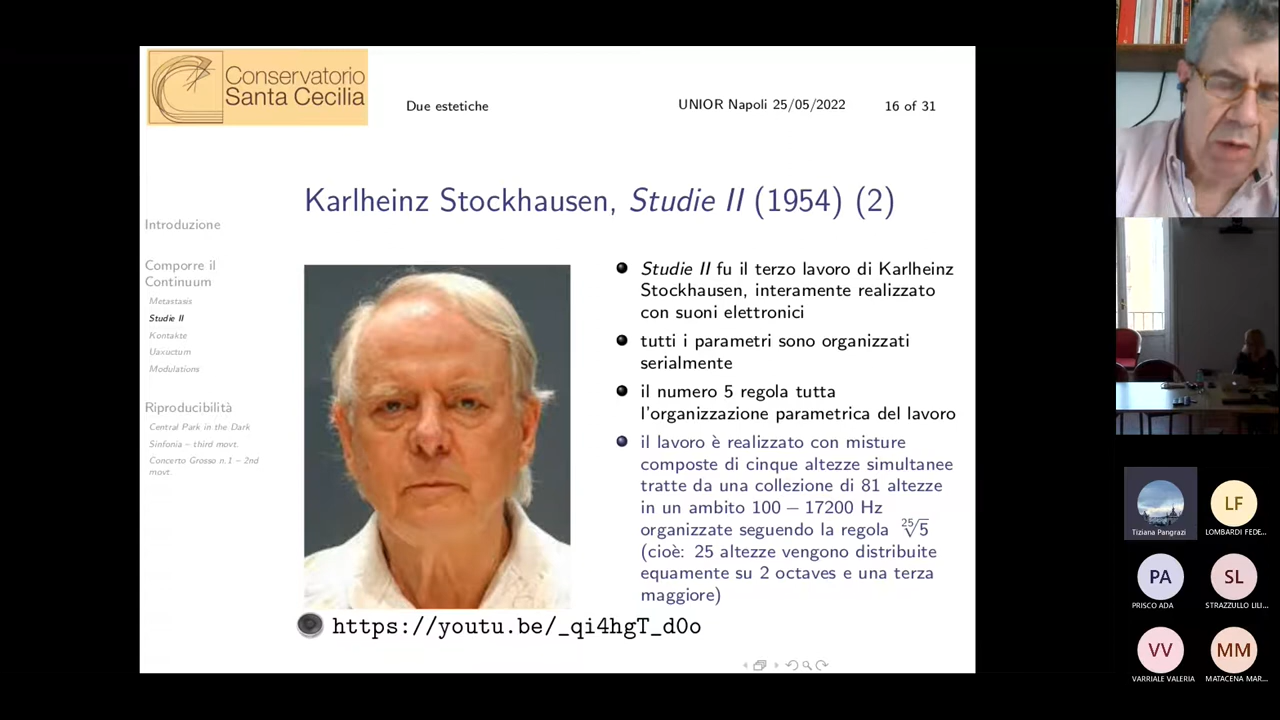 Conservatorio
Santa Cecilia
Due estetiche
UNIOR Napoli 25/05/2022
16 of 31
Karlheinz Stockhausen, Studie II (1954) (2)
Introduzione
Comporre il
Continuum
Metastasis
Studie II
Kontakte
Uaxuctum
Modulations
Riproducibilità
Central Park in the Dark
Sinfonia – third movt.
Concerto Grosso n.1 – 2nd
movt.
Studie II fu il terzo lavoro di Karlheinz
Stockhausen, interamente realizzato
con suoni elettronici
tutti i parametri sono organizzati
serialmente
il numero 5 regola tutta
l'organizzazione parametrica del lavoro
il lavoro è realizzato con misture
composte di cinque altezze simultanee
tratte da una collezione di 81 altezze
in un ambito 100 – 17200 Hz
organizzate seguendo la regola ²⁵√5
(cioè: 25 altezze vengono distribuite
equamente su 2 octaves e una terza
maggiore)
https://youtu.be/_qi4hgT_d0o
Tiziana Pangrazi
LF
LOMBARDI FEDE...
PA
PRISCO ADA
SL
STRAZZULLO LILI...
VV
VARRIALE VALERIA
MM
MATACENA MAR...